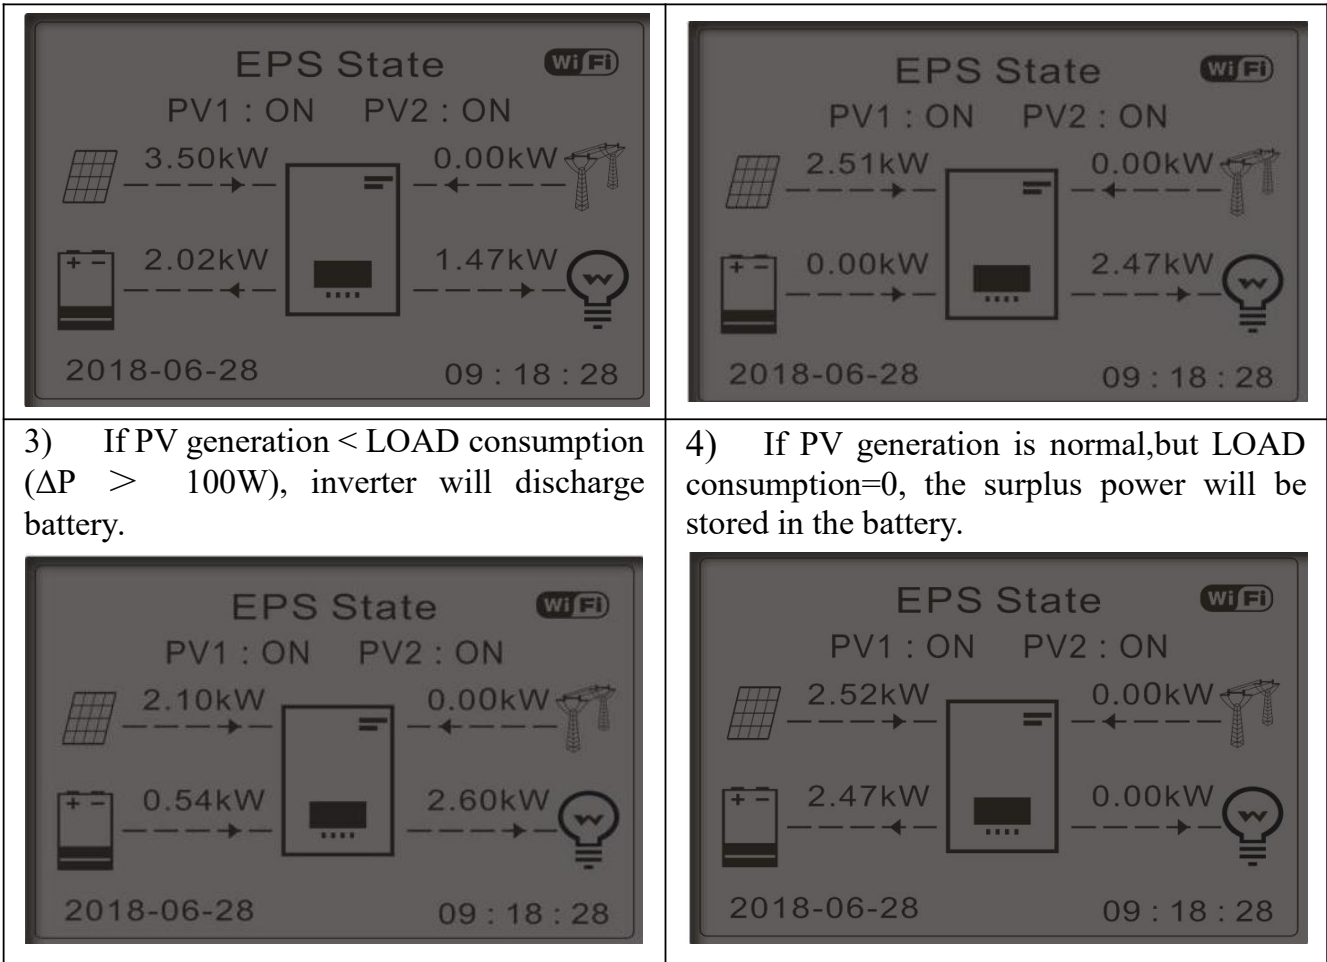 EPS State WiFi
PV1 : ON PV2 : ON
3.50kW 0.00kW
2.02kW 1.47kW
2018-06-28 09 : 18 : 28
EPS State WiFi
PV1 : ON PV2 : ON
2.51kW 0.00kW
0.00kW 2.47kW
2018-06-28 09 : 18 : 28
3) If PV generation < LOAD consumption
(ΔP > 100W), inverter will discharge
battery.
4) If PV generation is normal,but LOAD
consumption=0, the surplus power will be
stored in the battery.
EPS State WiFi
PV1 : ON PV2 : ON
2.10kW 0.00kW
0.54kW 2.60kW
2018-06-28 09 : 18 : 28
EPS State WiFi
PV1 : ON PV2 : ON
2.52kW 0.00kW
2.47kW 0.00kW
2018-06-28 09 : 18 : 28